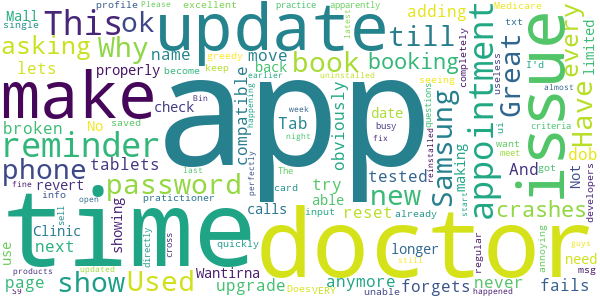 profile Please excellent practice apparently latest
Mall single This ok update till adding Medicare txt
asking Why greedy become keep earlier Bin happening uninstalled seeing I'd useless almost
lets name move book booking Great every limited
make properly check back saved week night compatible obviously Tab Samsung appointment completely ui criteria
broken No date busy fix Have issue
app
reminder The perfectly tested questions want meet dob
phone tablets revert password try able new reset already crashes And Not got developers
fine info last card input making start reinstalled
time doctor
use Clinic next showing open sell pratictioner calls directly cross quickly longer regular need annoying guys
page show Used Wantirna anymore forgets never happened
products updated upgrade Does VERY unable still fails msg
s9